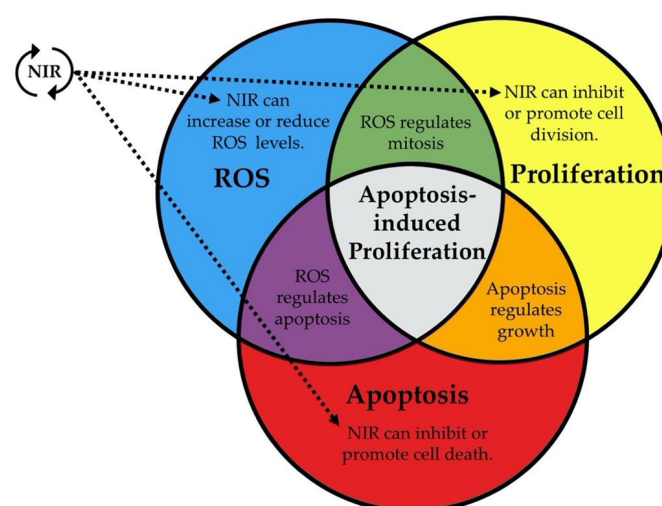 NIR
NIR can
increase or reduce
ROS levels.
ROS
ROS regulates
mitosis
NIR can inhibit
or promote cell
division.
Proliferation
Apoptosis-
induced
Proliferation
ROS
regulates
apoptosis
Apoptosis
regulates
growth
Apoptosis
NIR can inhibit or
promote cell death.